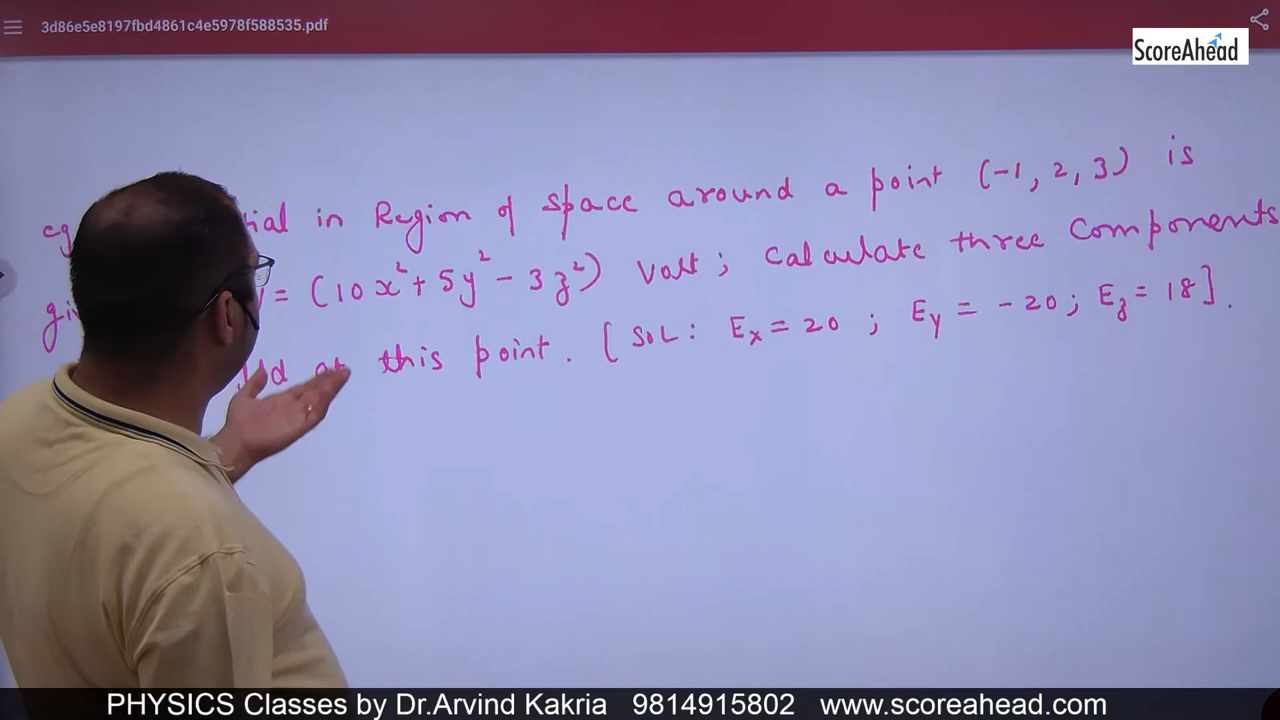 3d86e5e8197fbd4861c4e5978f588535.pdf
ScoreAhead
eg in Region of space around a point (-1, 2, 3) is
= (10x² + 5y² - 3z²) Volt ; Calculate three Components
this point. [SOL: Ex = 20 ; Ey = -20 ; Ez = 18].
PHYSICS Classes by Dr.Arvind Kakria 9814915802 www.scoreahead.com